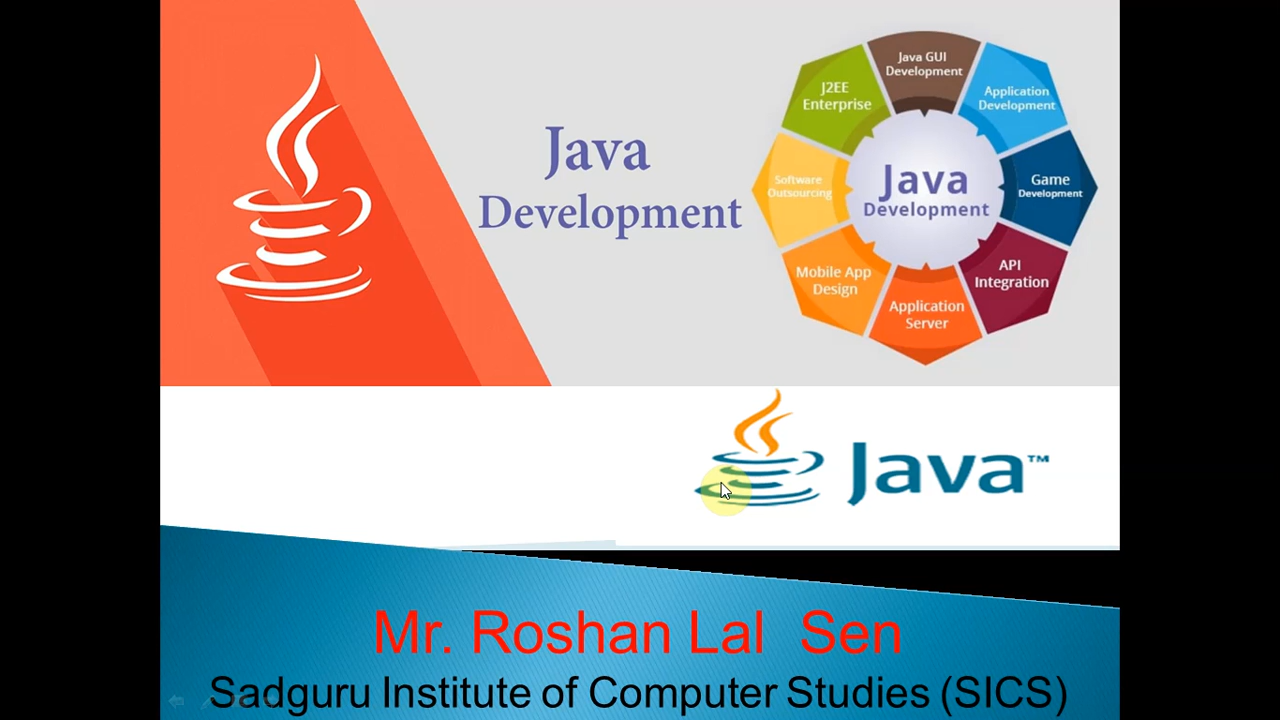 Java
Development
Java GUI
Development
Application
Development
Game
Development
API
Integration
Application
Server
Mobile App
Design
Software
Outsourcing
J2EE
Enterprise
Java
Development
Java™
Mr. Roshan Lal Sen
Sadguru Institute of Computer Studies (SICS)